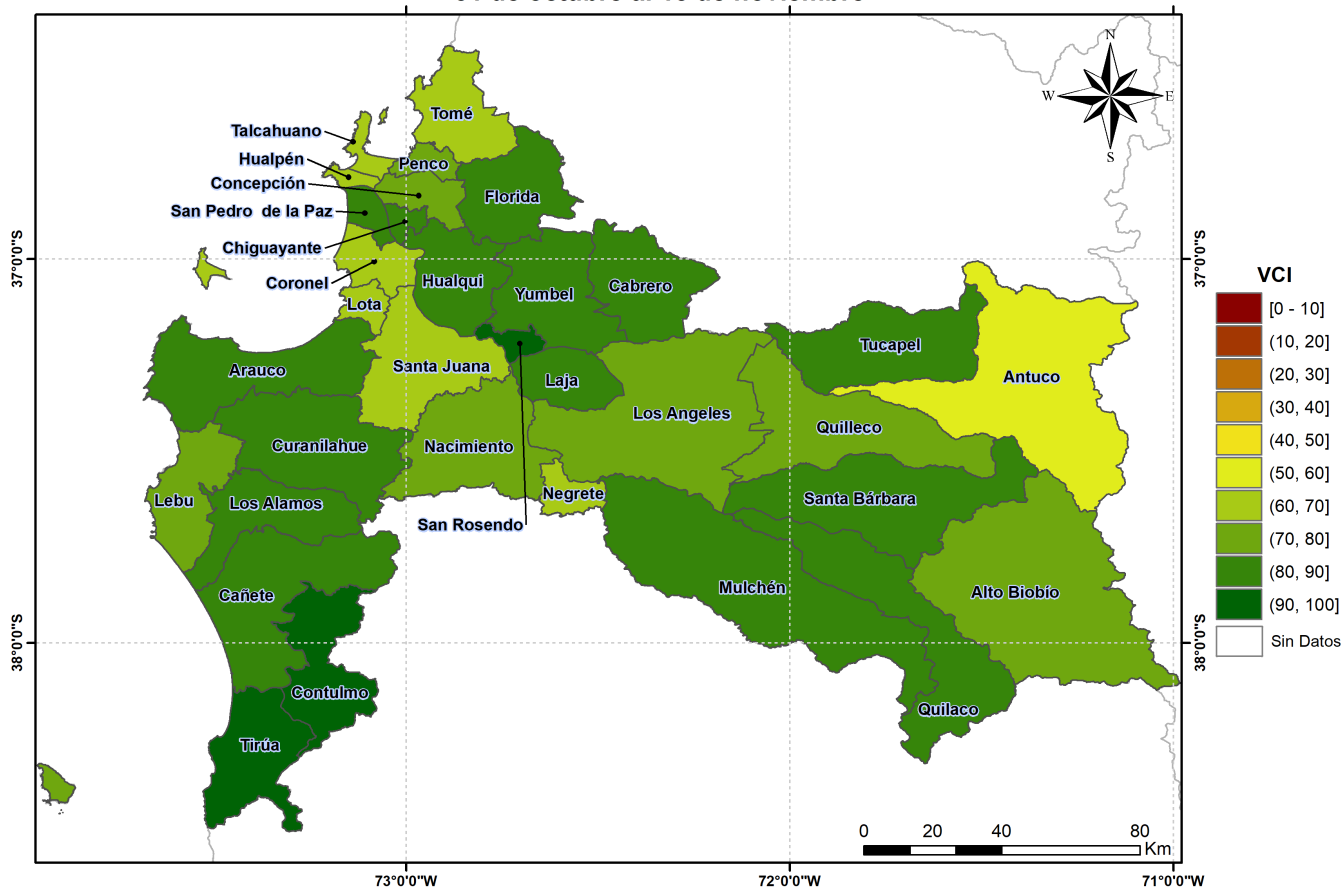 N
W
E
S
Tomé
Talcahuano
Penco
Hualpén
Concepción
Florida
San Pedro de la Paz
Chiguayante
Coronel
Hualqui
Yumbel
Cabrero
Lota
Tucapel
Arauco
Santa Juana
Laja
Antuco
Los Angeles
Quilleco
Curanilahue
Nacimiento
Lebu
Los Alamos
Negrete
Santa Bárbara
San Rosendo
Cañete
Mulchén
Alto Biobío
Contulmo
Quilaco
Tirúa
37°0'0"S
38°0'0"S
37°0'0"S
38°0'0"S
73°0'0"W
72°0'0"W
71°0'0"W
0 20 40 80
Km
VCI
[0 - 10]
(10, 20]
(20, 30]
(30, 40]
(40, 50]
(50, 60]
(60, 70]
(70, 80]
(80, 90]
(90, 100]
Sin Datos